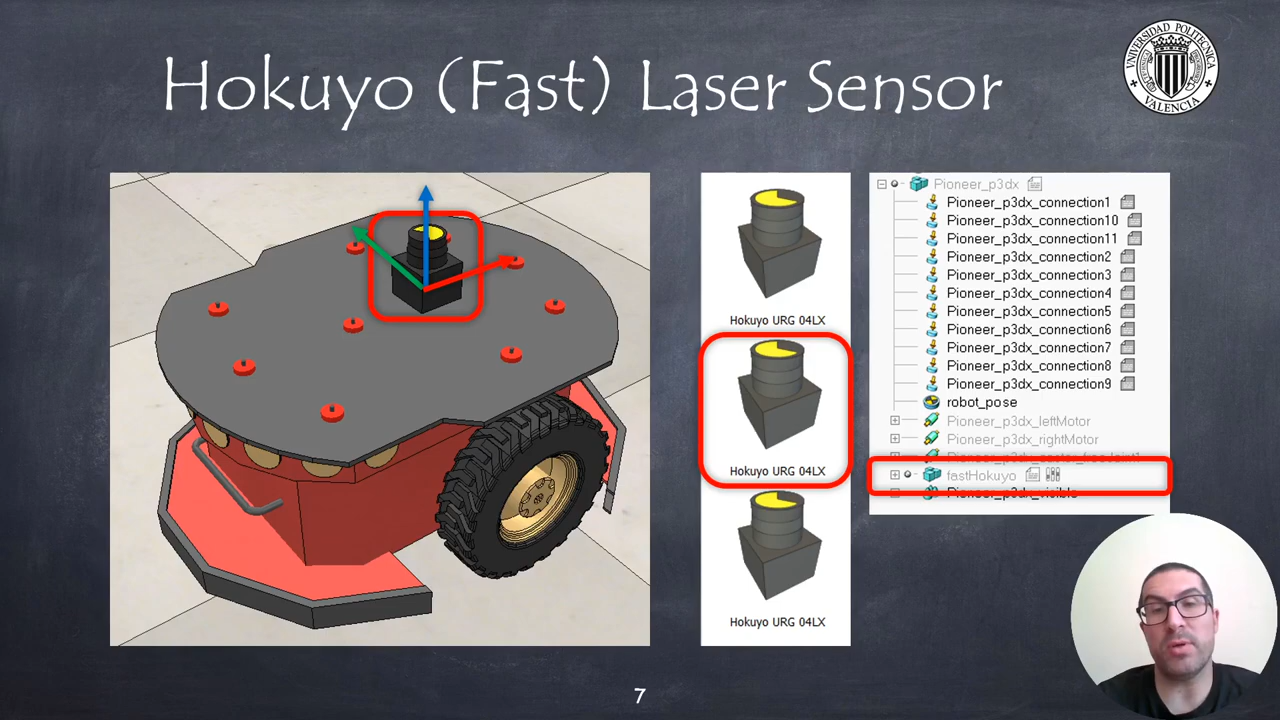 Hokuyo (Fast) Laser Sensor
UNIVERSIDAD POLITECNICA
VALENCIA
Hokuyo URG 04LX
Hokuyo URG 04LX
Hokuyo URG 04LX
Pioneer_p3dx
Pioneer_p3dx_connection1
Pioneer_p3dx_connection10
Pioneer_p3dx_connection11
Pioneer_p3dx_connection2
Pioneer_p3dx_connection3
Pioneer_p3dx_connection4
Pioneer_p3dx_connection5
Pioneer_p3dx_connection6
Pioneer_p3dx_connection7
Pioneer_p3dx_connection8
Pioneer_p3dx_connection9
robot_pose
Pioneer_p3dx_leftMotor
Pioneer_p3dx_rightMotor
fastHokuyo
Pioneer_p3dx_visible
7